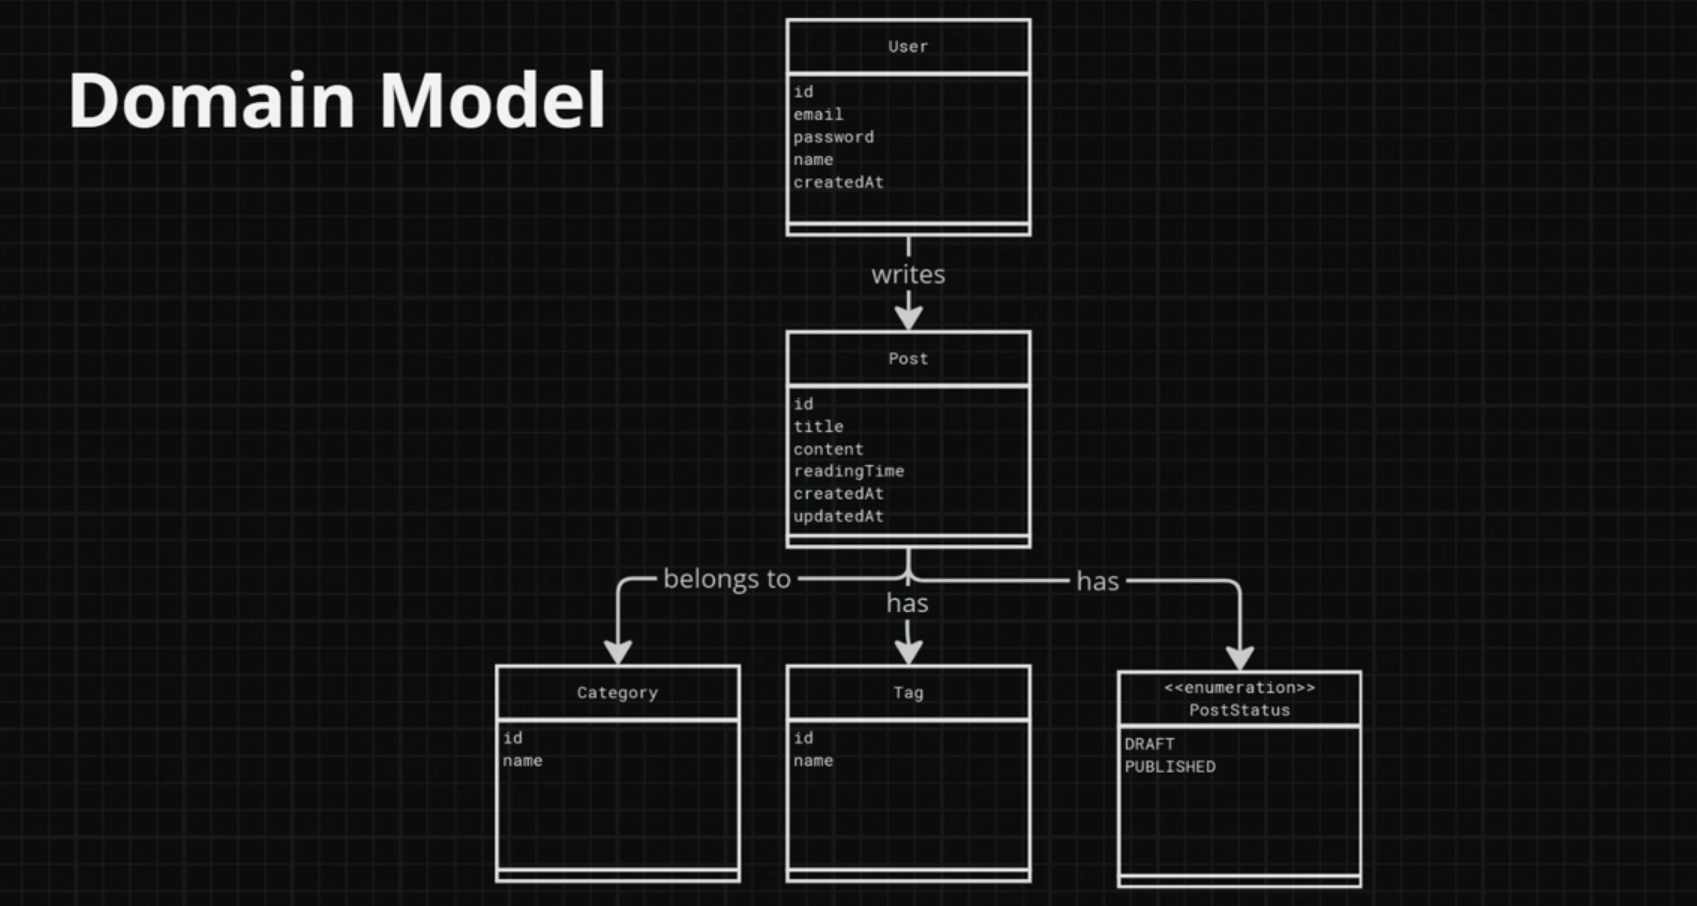 Domain Model
User
id
email
password
name
createdAt
writes
Post
id
title
content
readingTime
createdAt
updatedAt
belongs to
has
has
Category
id
name
Tag
id
name
<<enumeration>>
PostStatus
DRAFT
PUBLISHED